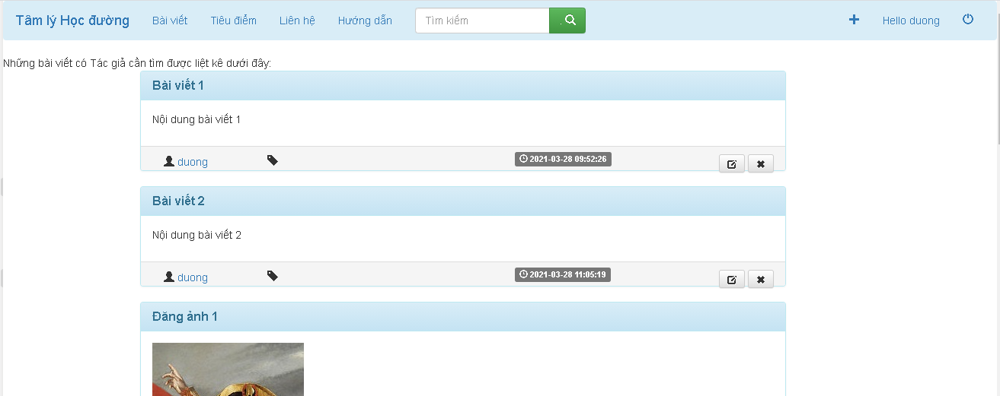 Tâm lý Học đường Bài viết Tiêu điểm Liên hệ Hướng dẫn Tìm kiếm . Hello duong
Những bài viết có Tác giả cần tìm được liệt kê dưới đây:
Bài viết 1
Nội dung bài viết 1
duong 2021-03-28 09:52:26
Bài viết 2
Nội dung bài viết 2
duong 2021-03-28 11:05:19
Đăng ảnh 1